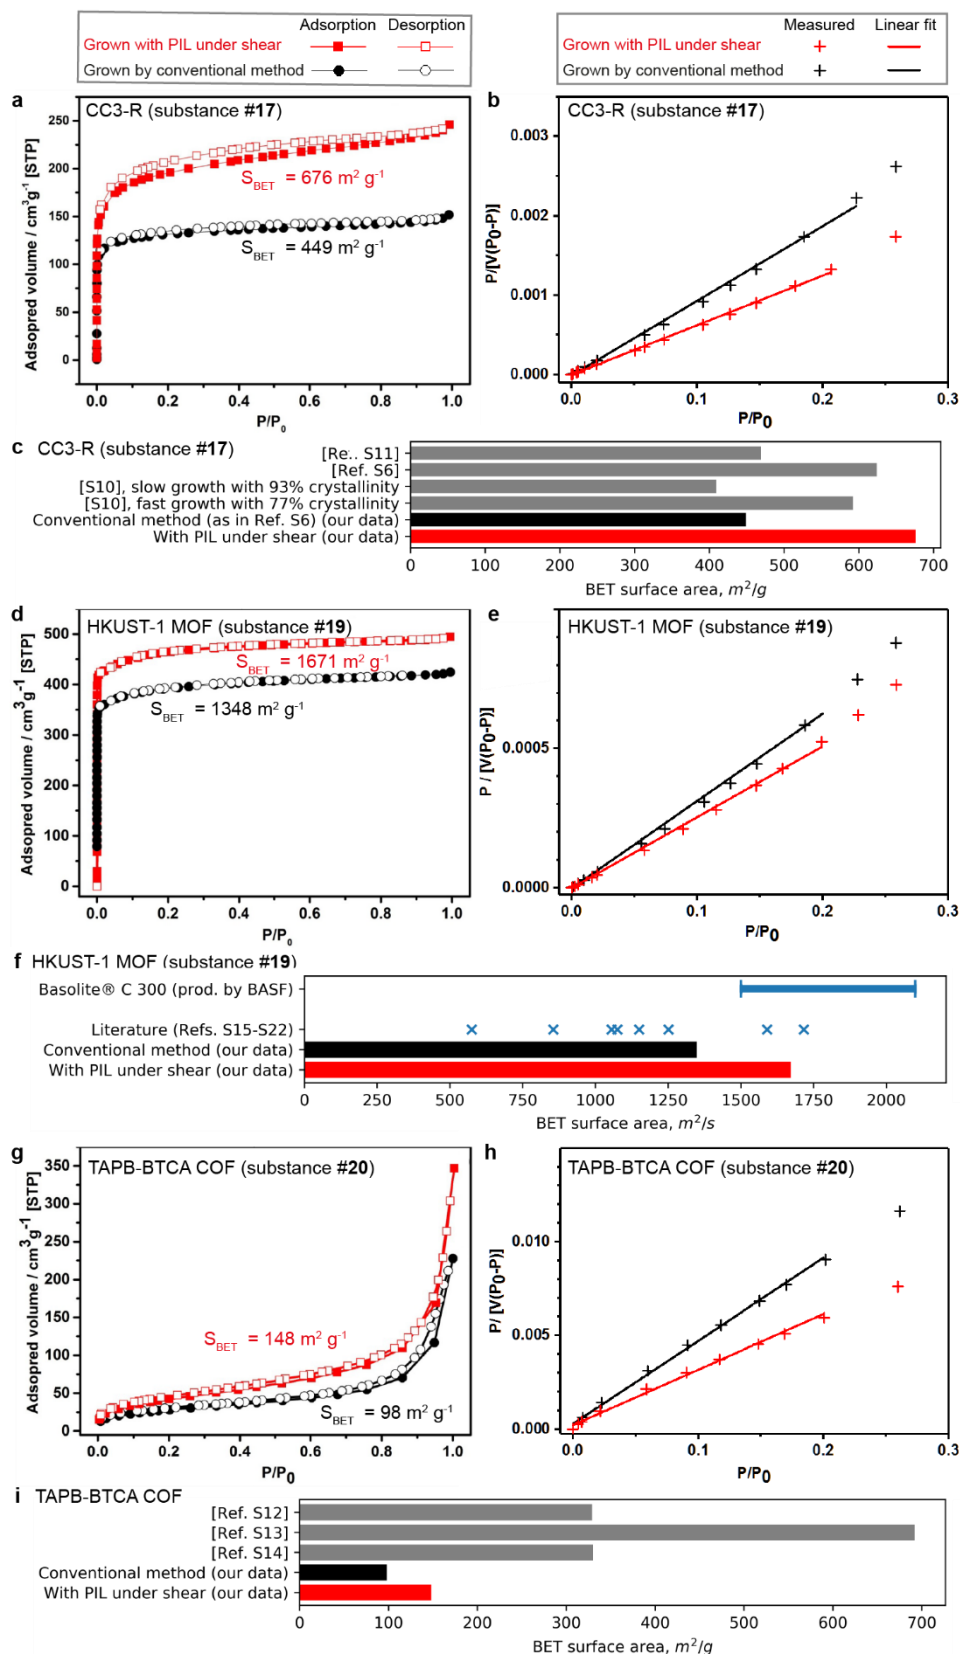 Adsorption Desorption
Grown with PIL under shear
Grown by conventional method
Measured Linear fit
Grown with PIL under shear
Grown by conventional method
a
CC3-R (substance #17)
250
200
150
100
50
0
Adsopred volume / cm³g⁻¹ [STP]
S_BET = 676 m² g⁻¹
S_BET = 449 m² g⁻¹
0.0 0.2 0.4 0.6 0.8 1.0
P/P₀
b
CC3-R (substance #17)
0.003
0.002
0.001
0.000
P/[V(P₀-P)]
0.0 0.1 0.2 0.3
P/P₀
c CC3-R (substance #17)
[Re.. S11]
[Ref. S6]
[S10], slow growth with 93% crystallinity
[S10], fast growth with 77% crystallinity
Conventional method (as in Ref. S6) (our data)
With PIL under shear (our data)
0 100 200 300 400 500 600 700
BET surface area, m²/g
d
HKUST-1 MOF (substance #19)
500
400
300
200
100
0
Adsopred volume / cm³g⁻¹ [STP]
S_BET = 1671 m² g⁻¹
S_BET = 1348 m² g⁻¹
0.0 0.2 0.4 0.6 0.8 1.0
P/P₀
e
HKUST-1 MOF (substance #19)
0.0005
0.0000
P / [V(P₀-P)]
0.0 0.1 0.2 0.3
P/P₀
f HKUST-1 MOF (substance #19)
Basolite® C 300 (prod. by BASF)
Literature (Refs. S15-S22)
Conventional method (our data)
With PIL under shear (our data)
0 250 500 750 1000 1250 1500 1750 2000
BET surface area, m²/s
g
TAPB-BTCA COF (substance #20)
350
300
250
200
150
100
50
0
Adsopred volume / cm³g⁻¹ [STP]
S_BET = 148 m² g⁻¹
S_BET = 98 m² g⁻¹
0.0 0.2 0.4 0.6 0.8 1.0
P/P₀
h
TAPB-BTCA COF (substance #20)
0.010
0.005
0.000
P/ [V(P₀-P)]
0.0 0.1 0.2 0.3
P/P₀
i TAPB-BTCA COF
[Ref. S12]
[Ref. S13]
[Ref. S14]
Conventional method (our data)
With PIL under shear (our data)
0 100 200 300 400 500 600 700
BET surface area, m²/g